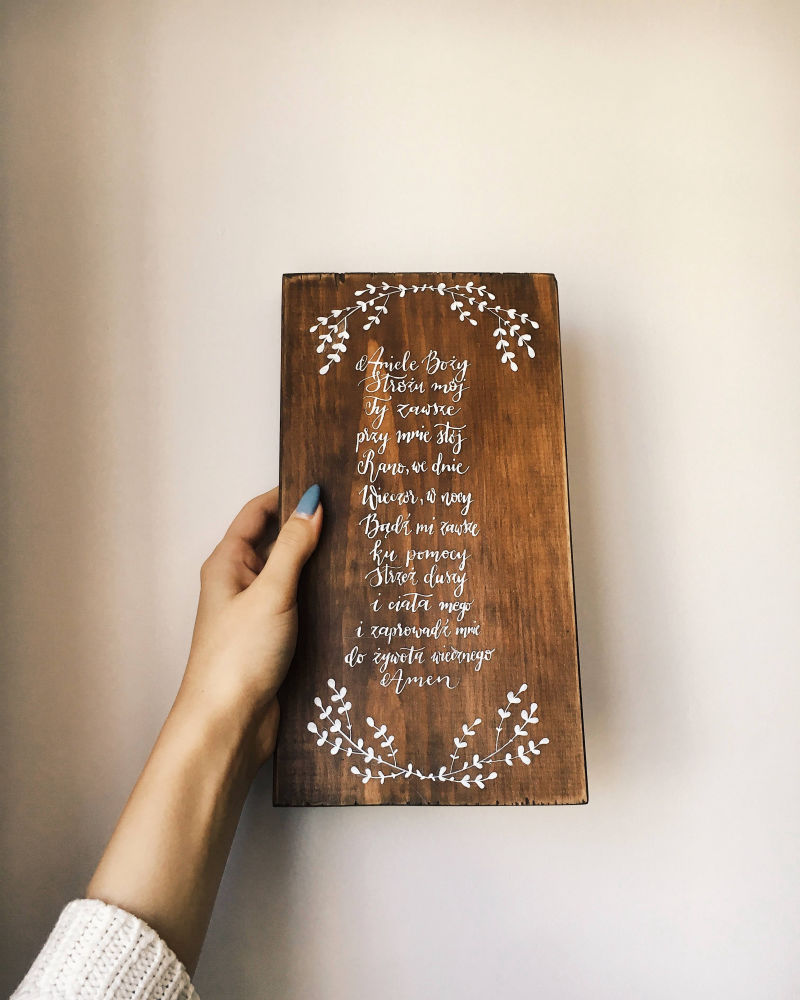 Aniele Boży
Stróżu mój
Ty zawsze
przy mnie stój
Rano, we dnie
Wieczór, w nocy
Bądź mi zawsze
ku pomocy
Strzeż duszy
i ciała mego
i zaprowadź mnie
do żywota wiecznego
Amen